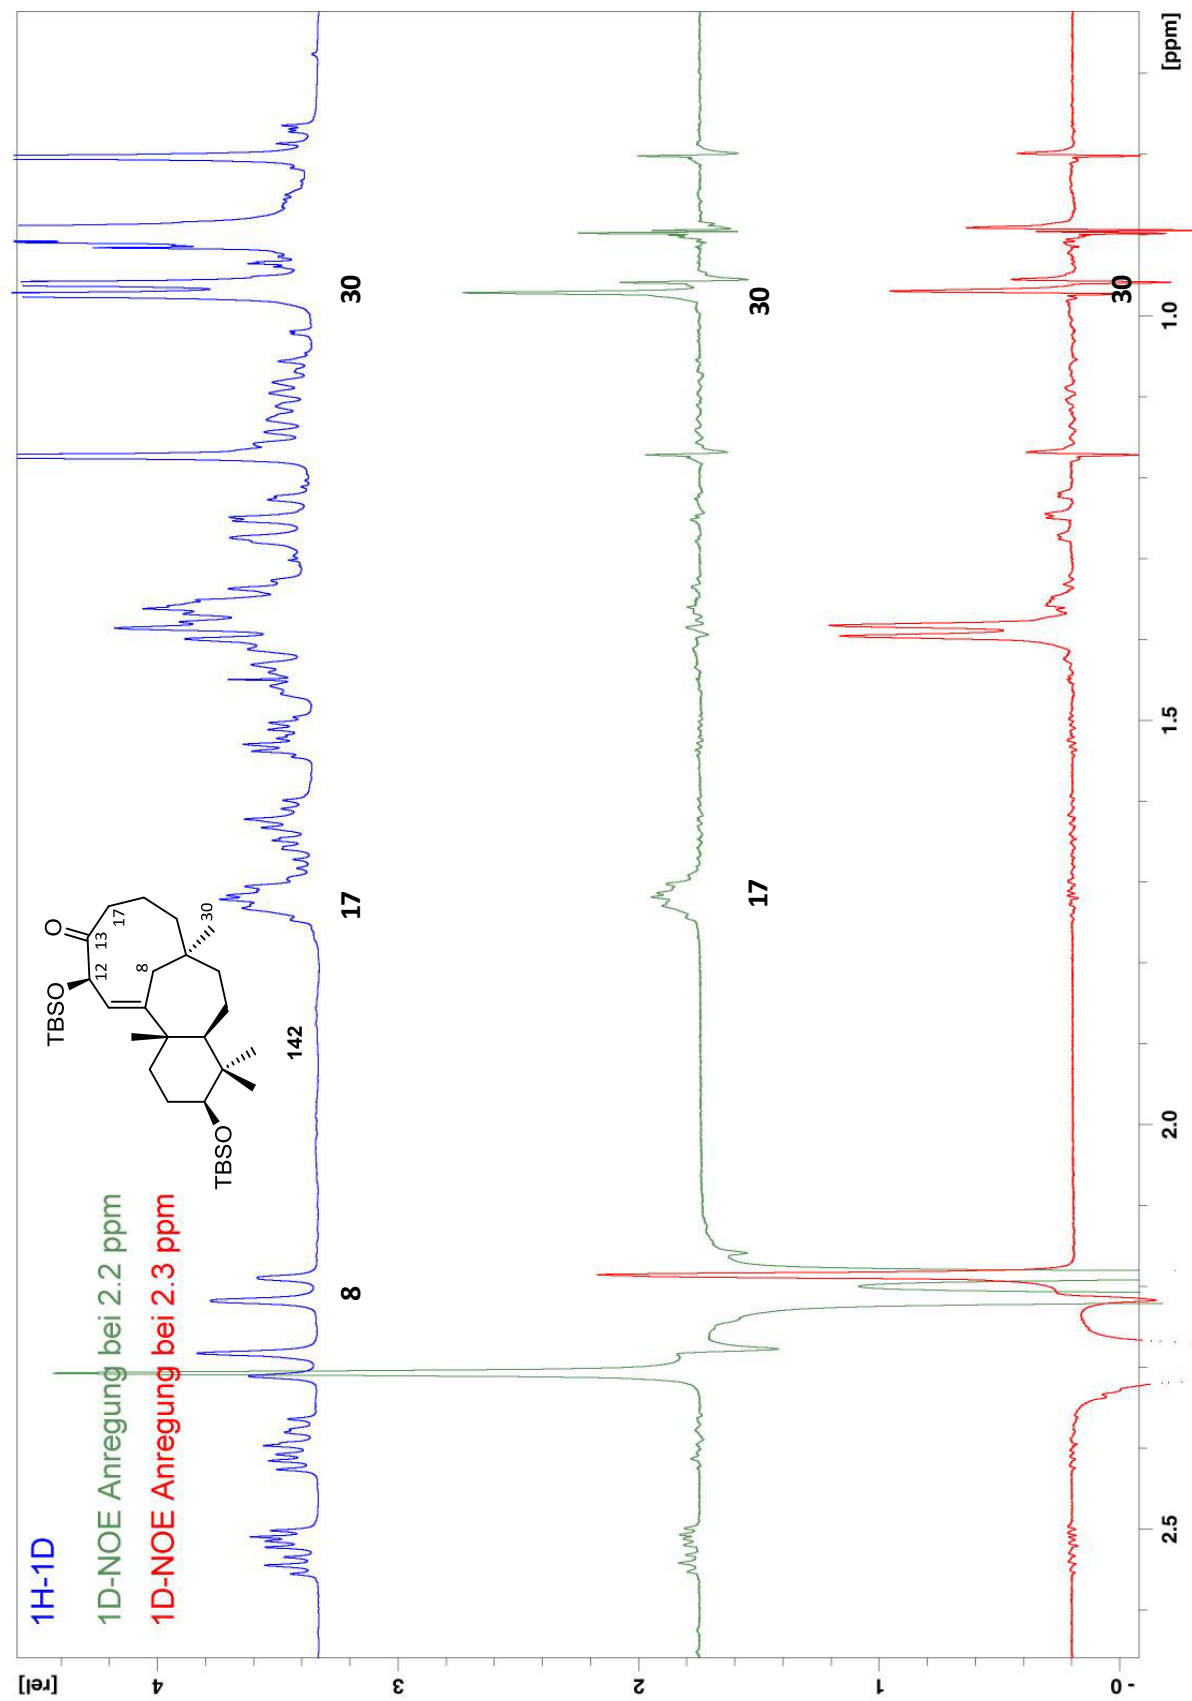 1H-1D
1D-NOE Anregung bei 2.2 ppm
1D-NOE Anregung bei 2.3 ppm
TBSO
O
12
13
17
8
30
TBSO
142
8
17
30
17
30
30
[rel]
4
3
2
1
- 0
2.5
2.0
1.5
1.0
[ppm]